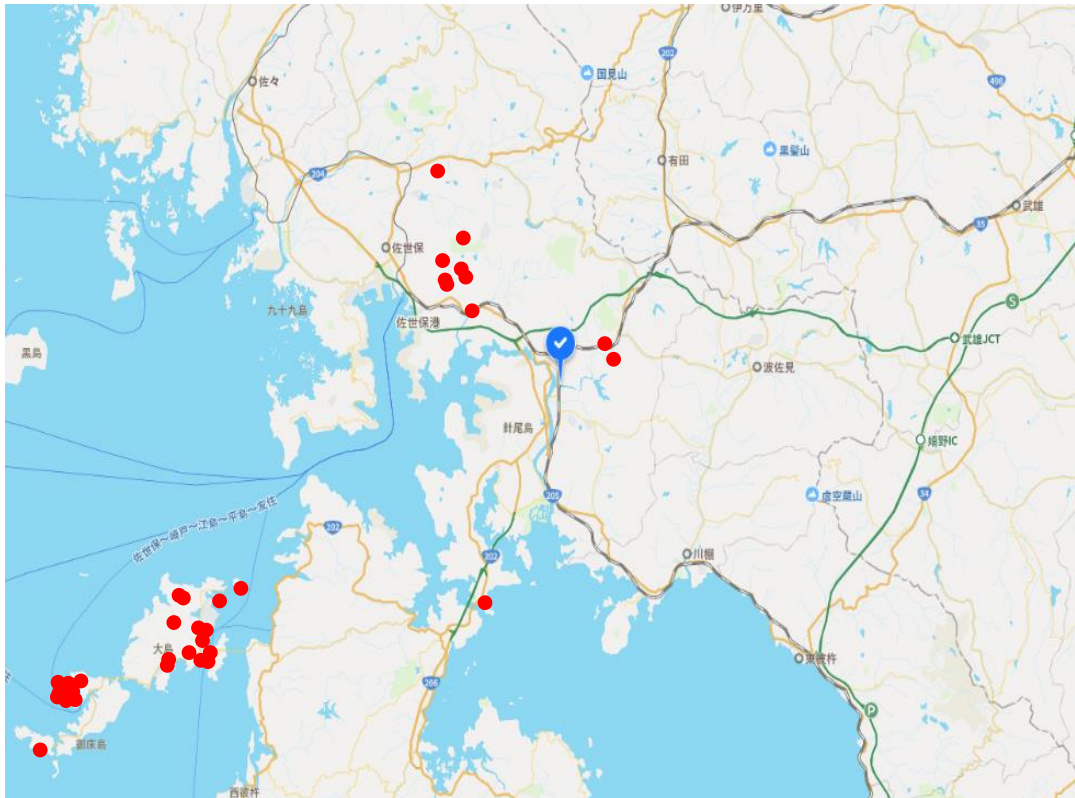 伊万里
202
佐々
国見山
498
黒髪山
有田
204
武雄
35
佐世保
九十九島
佐世保港
S
武雄JCT
黒島
波佐見
針尾島
嬉野IC
34
虚空蔵山
205
佐世保～崎戸～江島～平島～友住
202
川棚
202
大島
東彼杵
206
P
御床島
西彼杵